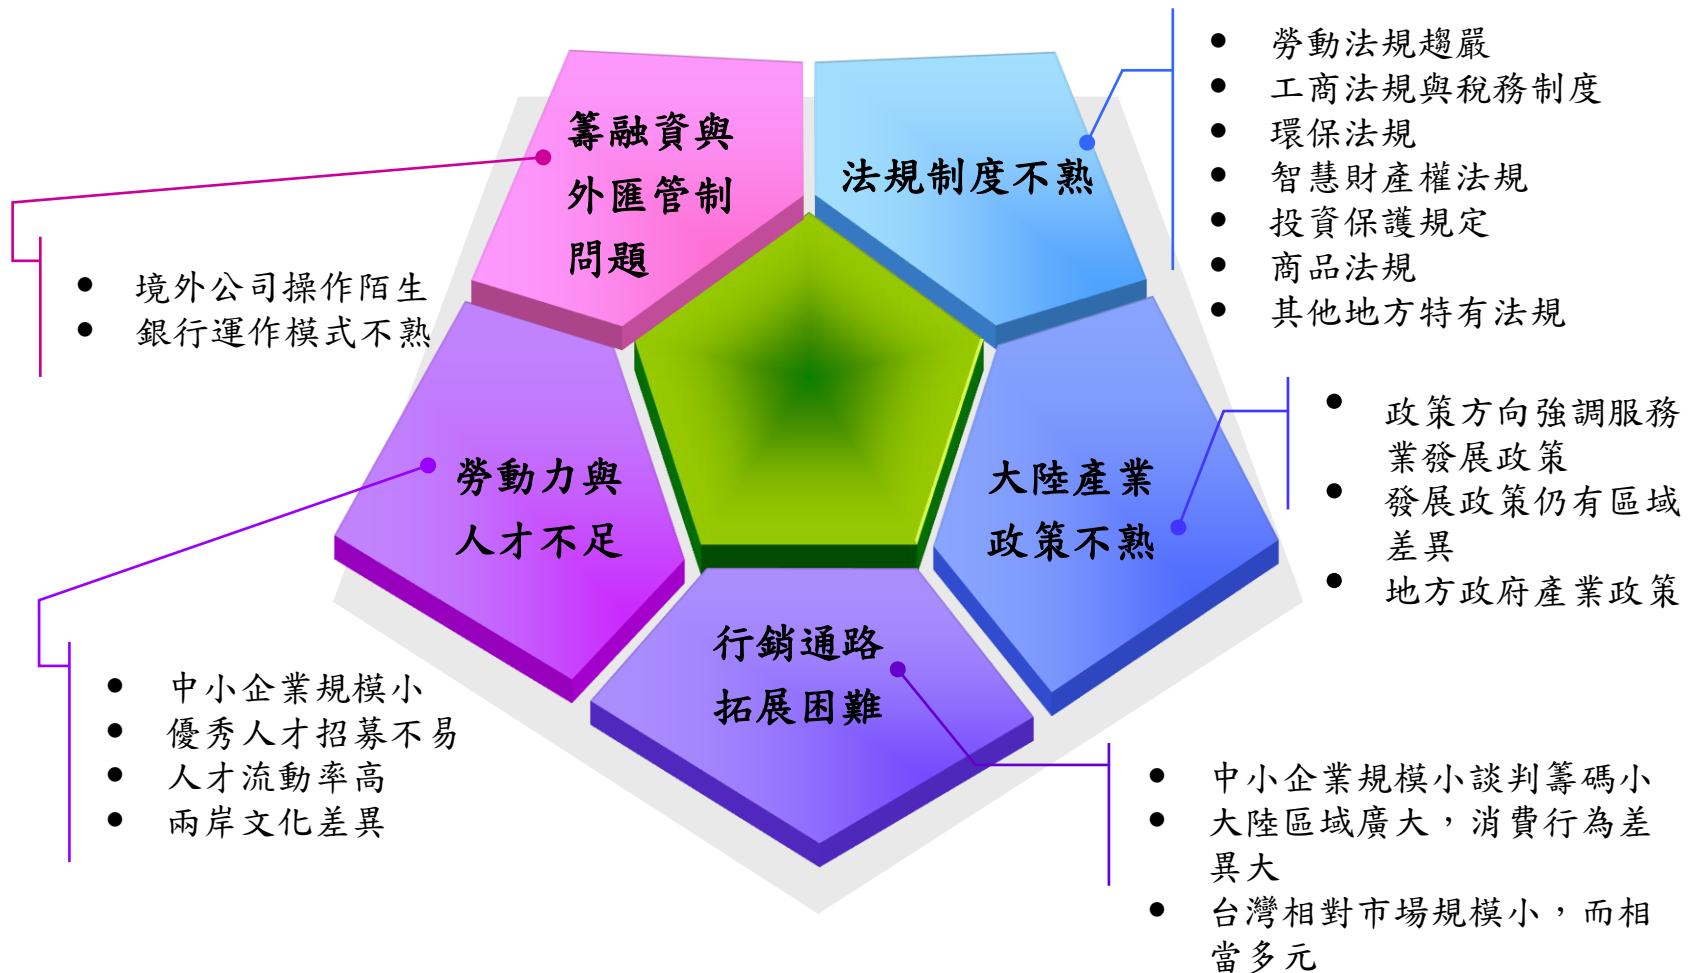 籌融資與
外匯管制
問題
● 境外公司操作陌生
● 銀行運作模式不熟
法規制度不熟
● 勞動法規趨嚴
● 工商法規與稅務制度
● 環保法規
● 智慧財產權法規
● 投資保護規定
● 商品法規
● 其他地方特有法規
大陸產業
政策不熟
● 政策方向強調服務
業發展政策
● 發展政策仍有區域
差異
● 地方政府產業政策
勞動力與
人才不足
● 中小企業規模小
● 優秀人才招募不易
● 人才流動率高
● 兩岸文化差異
行銷通路
拓展困難
● 中小企業規模小談判籌碼小
● 大陸區域廣大，消費行為差
異大
● 台灣相對市場規模小，而相
當多元